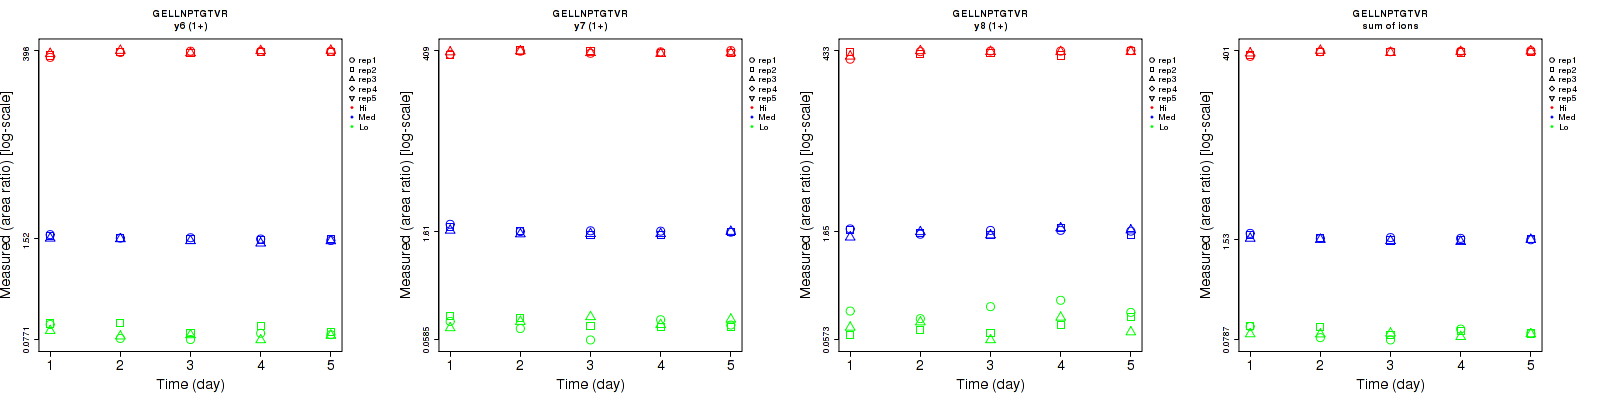 GELLNPTGTVR
y6 (1+)
Measured (area ratio) [log-scale]
396
1.52
0.0771
1 2 3 4 5
Time (day)
rep1
rep2
rep3
rep4
rep5
Hi
Med
Lo
GELLNPTGTVR
y7 (1+)
Measured (area ratio) [log-scale]
409
1.81
0.0585
1 2 3 4 5
Time (day)
rep1
rep2
rep3
rep4
rep5
Hi
Med
Lo
GELLNPTGTVR
y8 (1+)
Measured (area ratio) [log-scale]
433
1.65
0.0573
1 2 3 4 5
Time (day)
rep1
rep2
rep3
rep4
rep5
Hi
Med
Lo
GELLNPTGTVR
sum of ions
Measured (area ratio) [log-scale]
401
1.53
0.0787
1 2 3 4 5
Time (day)
rep1
rep2
rep3
rep4
rep5
Hi
Med
Lo